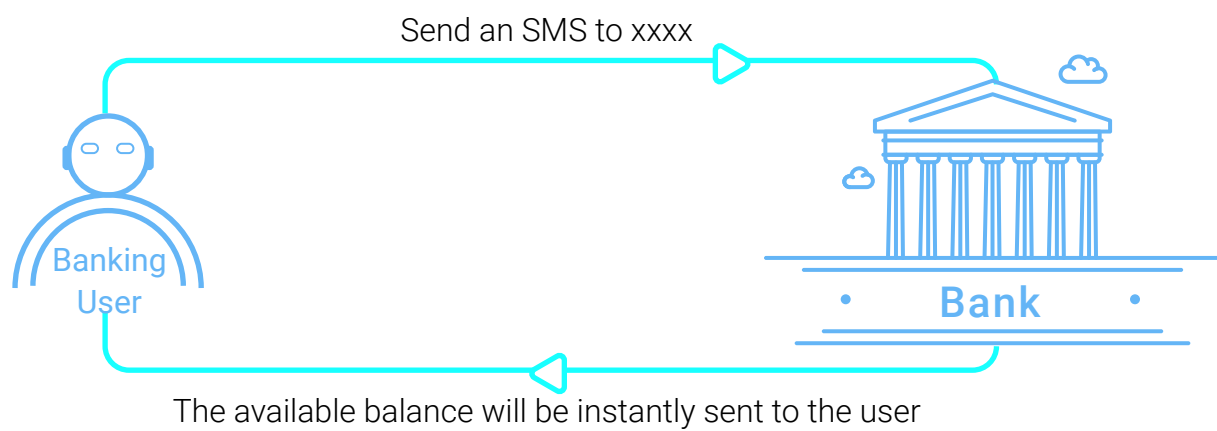 Send an SMS to xxxx
Banking
User
Bank
The available balance will be instantly sent to the user